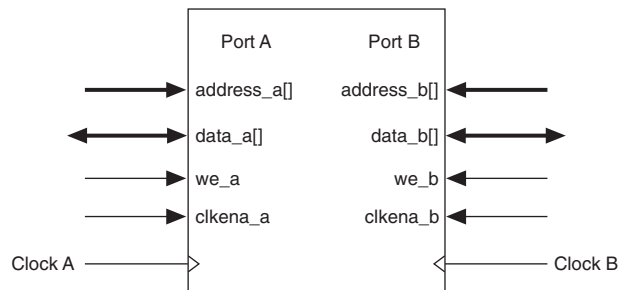 Port A Port B
address_a[] address_b[]
data_a[] data_b[]
we_a we_b
clkena_a clkena_b
Clock A Clock B